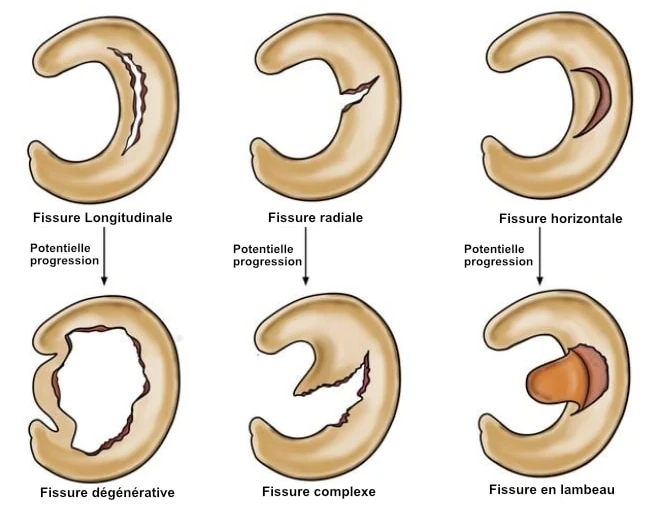 Fissure Longitudinale
Fissure radiale
Fissure horizontale
Potentielle
progression
Potentielle
progression
Potentielle
progression
Fissure dégénérative
Fissure complexe
Fissure en lambeau